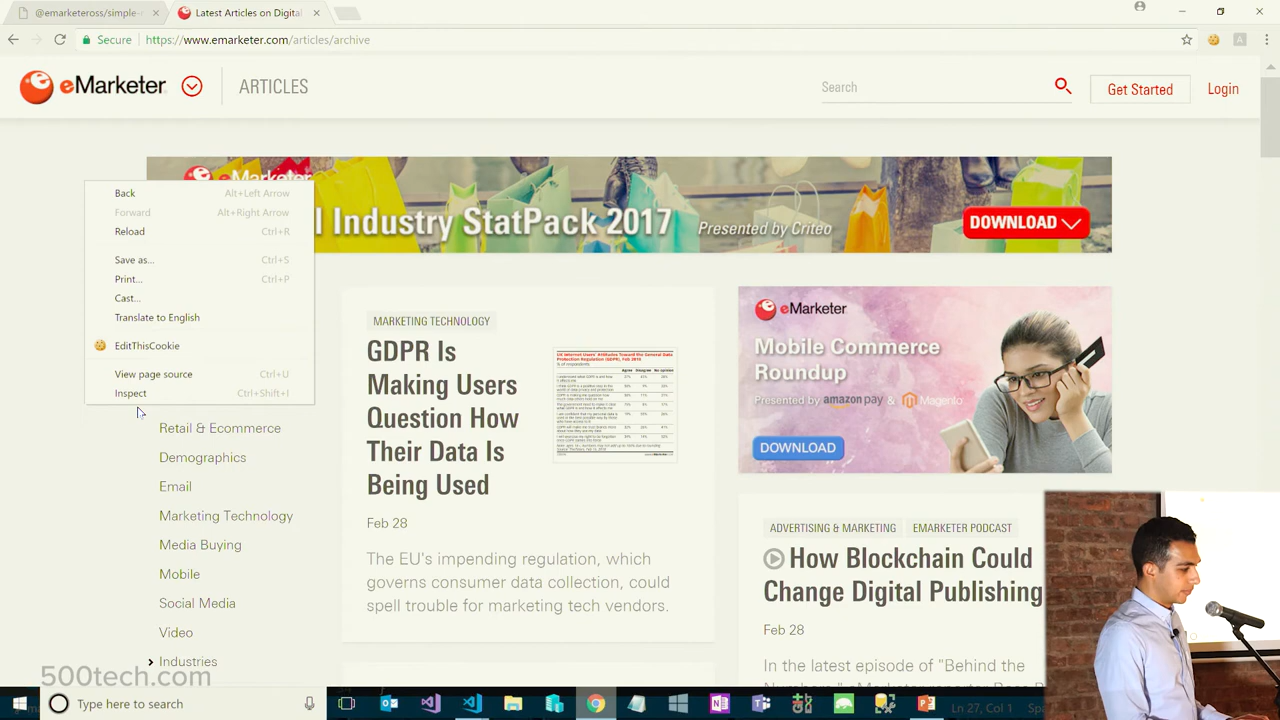 @emarketeross/simple-r
Latest Articles on Digital
Secure
https://www.emarketer.com/articles/archive
A
eMarketer
ARTICLES
Search
Get Started
Login
eMarketer
l Industry StatPack 2017
Presented by Criteo
DOWNLOAD
Back Alt+Left Arrow
Forward Alt+Right Arrow
Reload Ctrl+R
Save as... Ctrl+S
Print... Ctrl+P
Cast...
Translate to English
EditThisCookie
View page source Ctrl+U
Inspect Ctrl+Shift+I
Retail & Ecommerce
Demographics
Email
Marketing Technology
Media Buying
Mobile
Social Media
Video
Industries
MARKETING TECHNOLOGY
GDPR Is
Making Users
Question How
Their Data Is
Being Used
Feb 28
The EU's impending regulation, which
governs consumer data collection, could
spell trouble for marketing tech vendors.
eMarketer
Mobile Commerce
Roundup
Presented by amazon pay & Magento
DOWNLOAD
ADVERTISING & MARKETING
EMARKETER PODCAST
How Blockchain Could
Change Digital Publishing
Feb 28
In the latest episode of "Behind the
500tech.com
Type here to search
Ln 27, Col 1